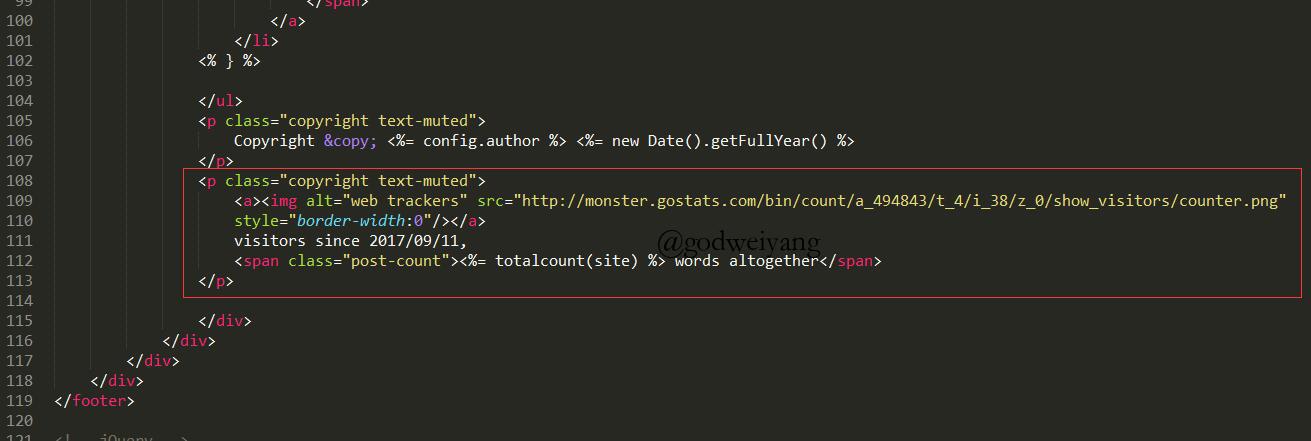 99 </span>
100 </a>
101 </li>
102 <% } %>
103
104 </ul>
105 <p class="copyright text-muted">
106 Copyright &copy; <%= config.author %> <%= new Date().getFullYear() %>
107 </p>
108 <p class="copyright text-muted">
109 <a><img alt="web trackers" src="http://monster.gostats.com/bin/count/a_494843/t_4/i_38/z_0/show_visitors/counter.png"
110 style="border-width:0"/></a>
111 visitors since 2017/09/11,
@godweiyang
112 <span class="post-count"><%= totalcount(site) %> words altogether</span>
113 </p>
114
115 </div>
116 </div>
117 </div>
118 </div>
119 </footer>
120
121 <!-- jQuery -->